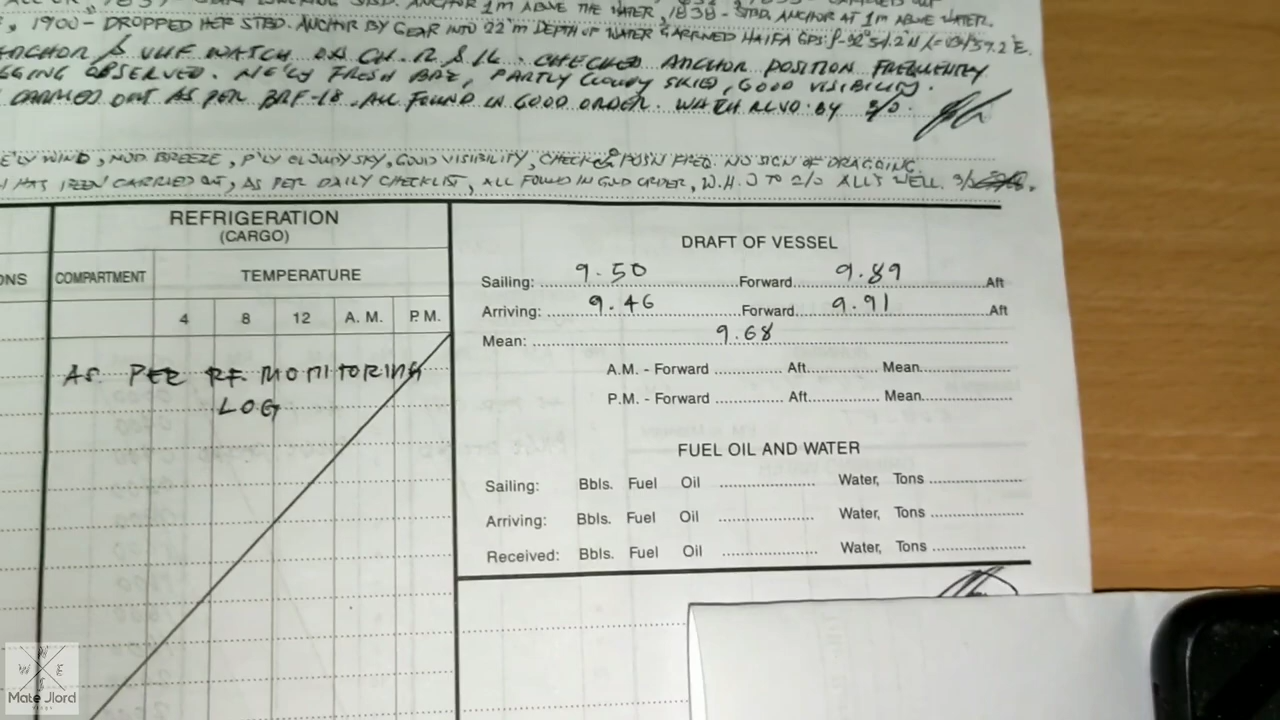 1900- DROPPED HER STBD. ANCHOR BY GEAR INTO 22 m DEPTH OF WATER CARRIED HAIFA GPS:
ANCHOR & VHF WATCH ON CH. 12 & 16. CHECKED ANCHOR POSITION FREQUENTLY
OBSERVED. NE'LY FRESH BRZ, PARTLY CLOUDY SKIES, GOOD VISIBILITY.
CARRIED OUT AS PER BRF-18. ALL FOUND IN GOOD ORDER. WATCH RLVD. BY 3/O.
E'LY WIND, MOD BREEZE, P'LY CLOUDY SKY, GOOD VISIBILITY, CHECKED POS'N FREQ. NO SIGN OF DRAGGING.
HAS BEEN CARRIED OUT, AS PER DAILY CHECKLIST, ALL FOUND IN GOOD ORDER, W.H.O TO 2/O ALL'S WELL.
REFRIGERATION
(CARGO)
DRAFT OF VESSEL
ONS COMPARTMENT TEMPERATURE
4 8 12 A. M. P. M.
AS PER RF. MONITORING
LOG
Sailing: 9.50 Forward 9.89 Aft
Arriving: 9.46 Forward 9.91 Aft
Mean: 9.68
A.M. - Forward Aft Mean
P.M. - Forward Aft Mean
FUEL OIL AND WATER
Sailing: Bbls. Fuel Oil Water, Tons
Arriving: Bbls. Fuel Oil Water, Tons
Received: Bbls. Fuel Oil Water, Tons
N
W E
S
Mate Jlord